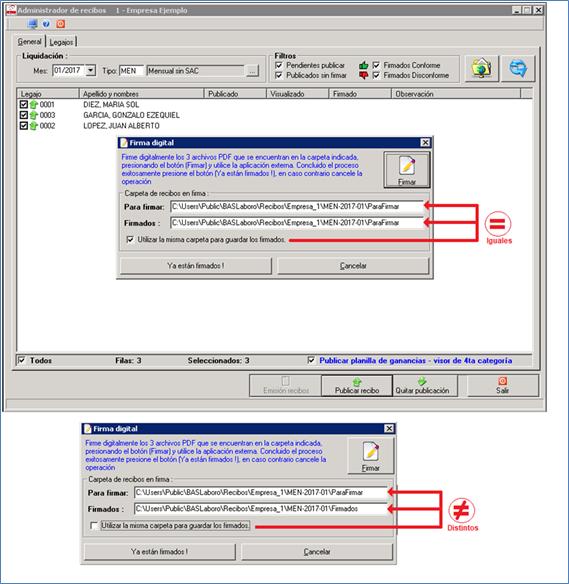 Administrador de recibos 1 - Empresa Ejemplo
General Legajos
Liquidación :
Mes: 01/2017 Tipo: MEN Mensual sin SAC ...
Filtros
Pendientes publicar Firmados Conforme
Publicados sin firmar Firmados Disconforme
Legajo Apellido y nombres Publicado Visualizado Firmado Observación
0001 DIEZ, MARIA SOL
0003 GARCIA, GONZALO EZEQUIEL
0002 LOPEZ, JUAN ALBERTO
Firma digital
Firme digitalmente los 3 archivos PDF que se encuentran en la carpeta indicada,
presionando el botón (Firmar) y utilice la aplicación externa. Concluido el proceso
exitosamente presione el botón (Ya están firmados !), en caso contrario cancele la
operación
Firmar
Carpeta de recibos en firma :
Para firmar: C:\Users\Public\BASLaboro\Recibos\Empresa_1\MEN-2017-01\ParaFirmar
Firmados : C:\Users\Public\BASLaboro\Recibos\Empresa_1\MEN-2017-01\ParaFirmar
Utilizar la misma carpeta para guardar los firmados.
=
Iguales
Ya están firmados ! Cancelar
Todos Filas: 3 Seleccionados: 3 Publicar planilla de ganancias - visor de 4ta categoría
Emisión recibos Publicar recibo Quitar publicación Salir
Firma digital
Firme digitalmente los 3 archivos PDF que se encuentran en la carpeta indicada,
presionando el botón (Firmar) y utilice la aplicación externa. Concluido el proceso
exitosamente presione el botón (Ya están firmados !), en caso contrario cancele la
operación
Firmar
Carpeta de recibos en firma :
Para firmar: C:\Users\Public\BASLaboro\Recibos\Empresa_1\MEN-2017-01\ParaFirmar
Firmados : C:\Users\Public\BASLaboro\Recibos\Empresa_1\MEN-2017-01\Firmados
Utilizar la misma carpeta para guardar los firmados.
≠
Distintos
Ya están firmados ! Cancelar